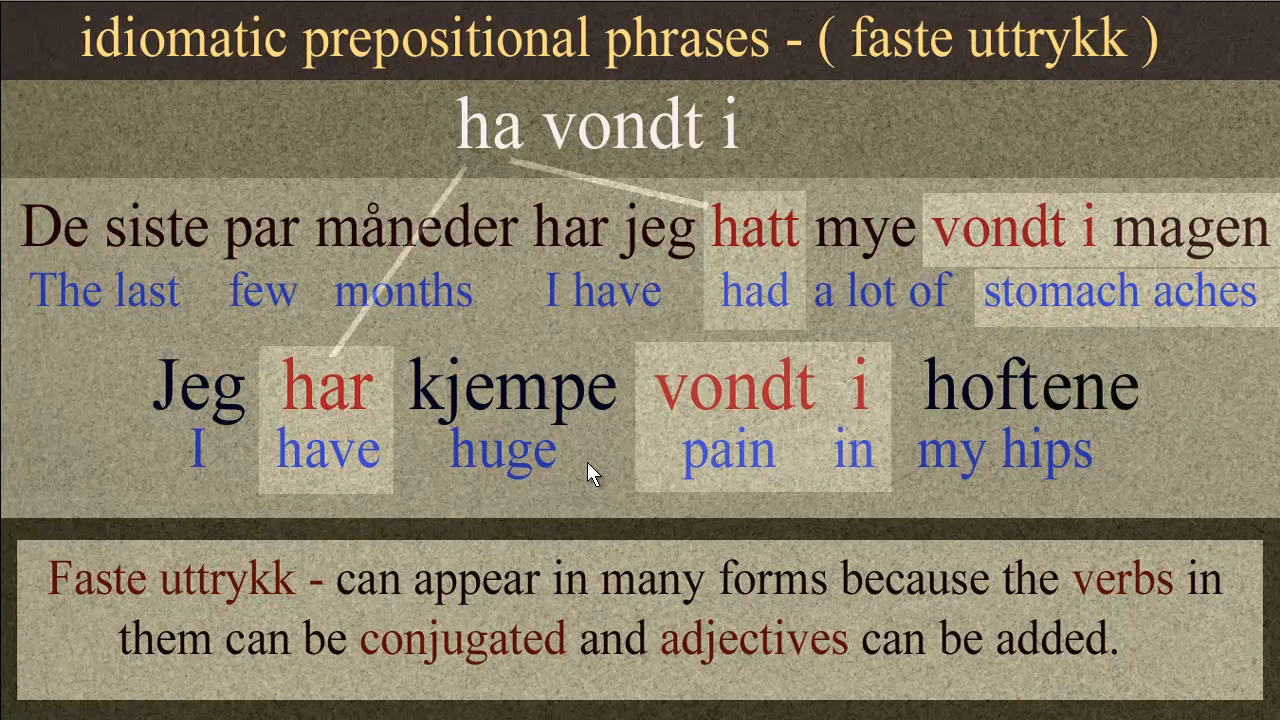 idiomatic prepositional phrases - ( faste uttrykk )
ha vondt i
De siste par måneder har jeg hatt mye vondt i magen
The last few months I have had a lot of stomach aches
Jeg har kjempe vondt i hoftene
I have huge pain in my hips
Faste uttrykk - can appear in many forms because the verbs in
them can be conjugated and adjectives can be added.